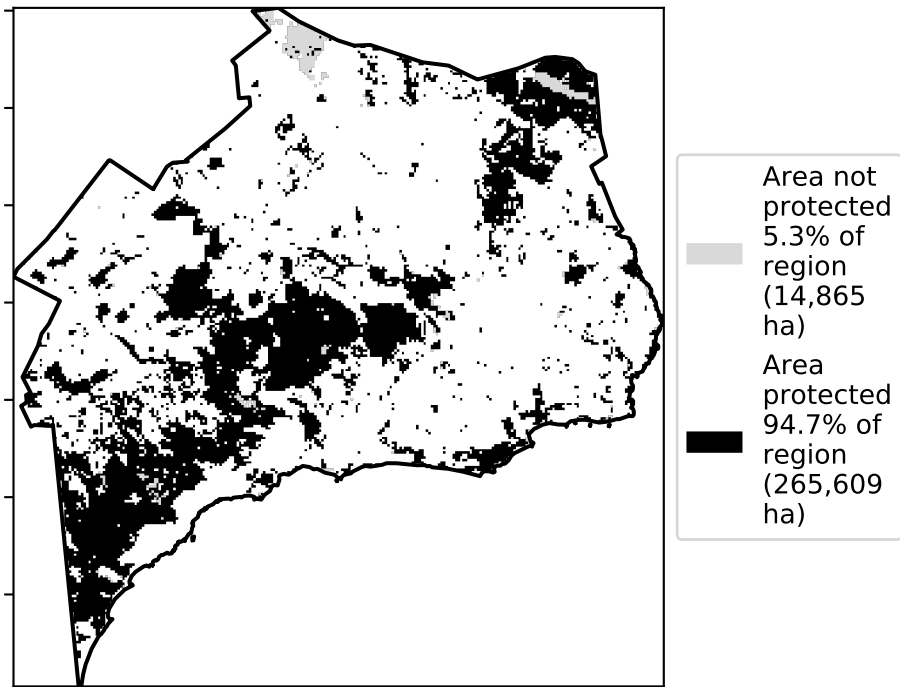 Area not
protected
5.3% of
region
(14,865
ha)
Area
protected
94.7% of
region
(265,609
ha)